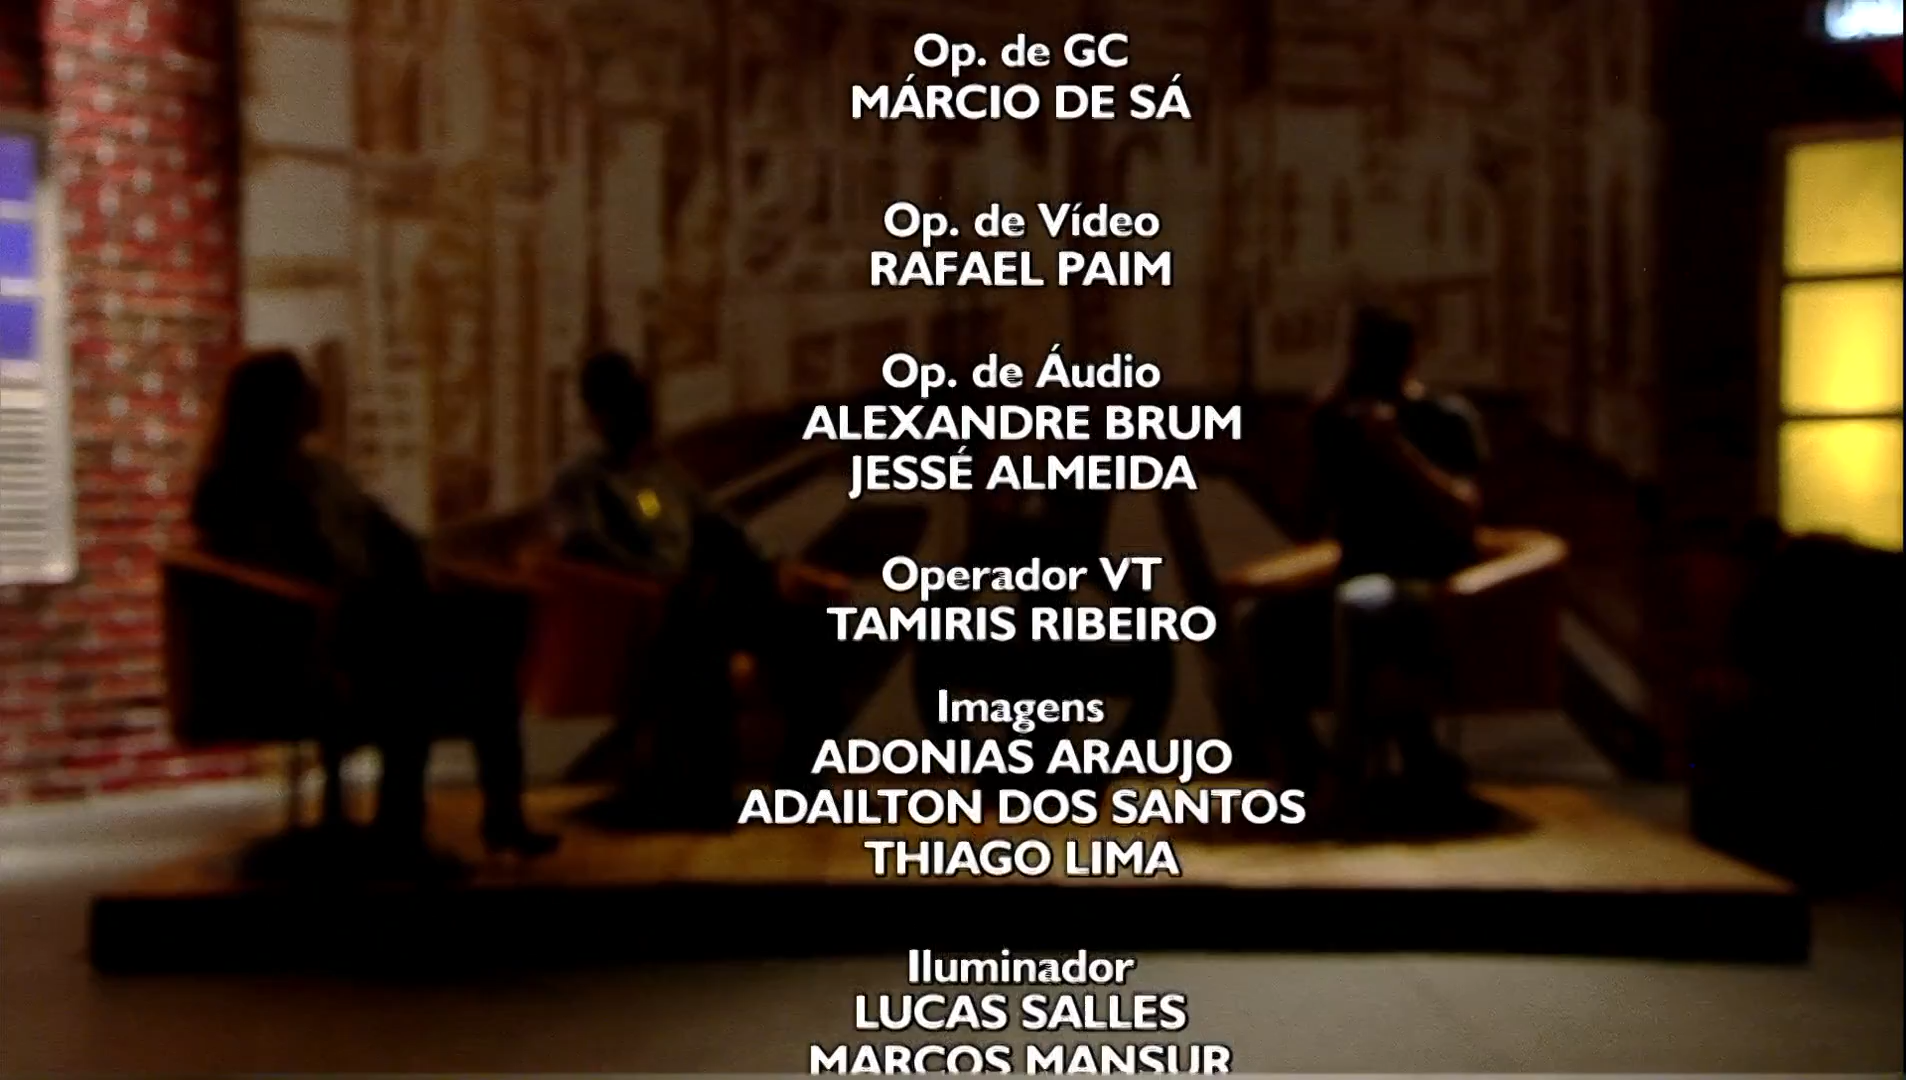 Op. de GC
MÁRCIO DE SÁ
Op. de Vídeo
RAFAEL PAIM
Op. de Áudio
ALEXANDRE BRUM
JESSÉ ALMEIDA
Operador VT
TAMIRIS RIBEIRO
Imagens
ADONIAS ARAUJO
ADAILTON DOS SANTOS
THIAGO LIMA
Iluminador
LUCAS SALLES
MARCOS MANSUR